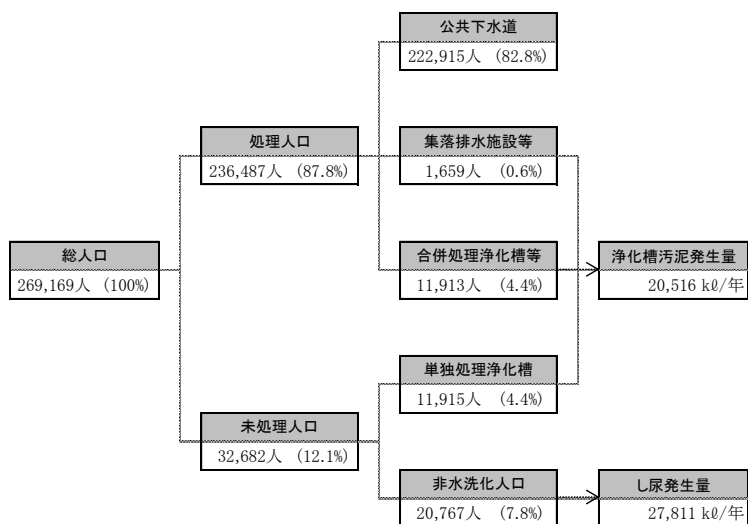 公共下水道
222,915人 (82.8%)
処理人口
236,487人 (87.8%)
集落排水施設等
1,659人 (0.6%)
総人口
269,169人 (100%)
合併処理浄化槽等
11,913人 (4.4%)
浄化槽汚泥発生量
20,516 kℓ/年
単独処理浄化槽
11,915人 (4.4%)
未処理人口
32,682人 (12.1%)
非水洗化人口
20,767人 (7.8%)
し尿発生量
27,811 kℓ/年